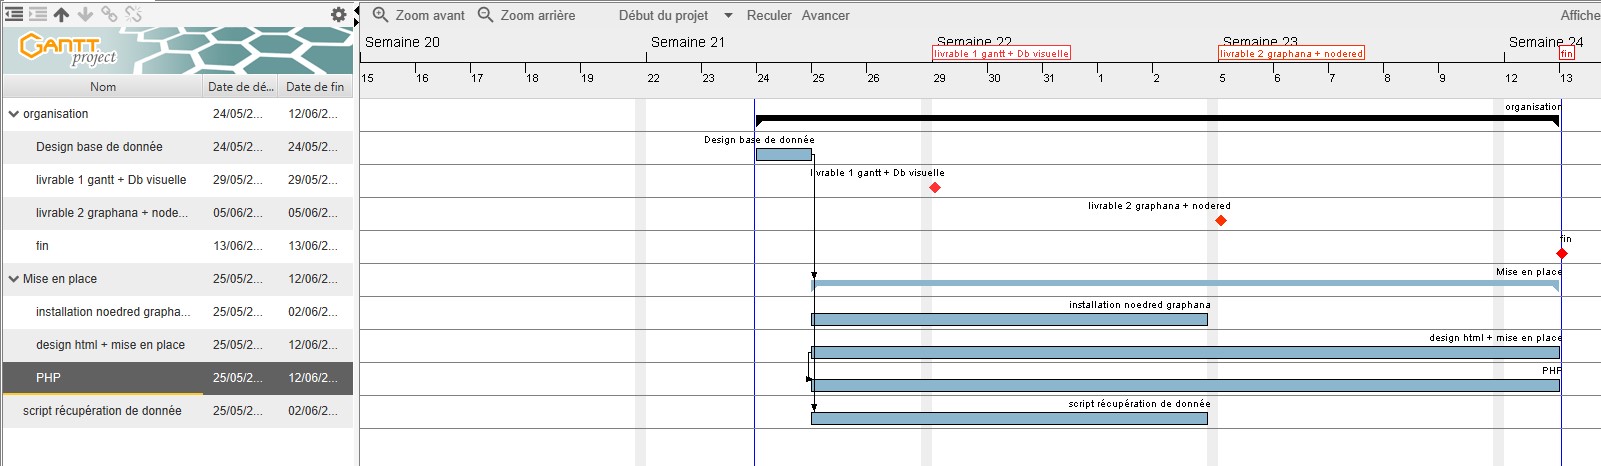 Zoom avant Zoom arrière Début du projet Reculer Avancer Affiche
GANTT project
Semaine 20 Semaine 21 Semaine 22 Semaine 23 Semaine 24
livrable 1 gantt + Db visuelle livrable 2 graphana + nodered fin
15 16 17 18 19 22 23 24 25 26 29 30 31 1 2 5 6 7 8 9 12 13
Nom Date de dé... Date de fin
organisation 24/05/2... 12/06/2... organisation
Design base de donnée 24/05/2... 24/05/2... Design base de donnée
livrable 1 gantt + Db visuelle 29/05/2... 29/05/2... livrable 1 gantt + Db visuelle
livrable 2 graphana + node... 05/06/2... 05/06/2... livrable 2 graphana + nodered
fin 13/06/2... 13/06/2... fin
Mise en place 25/05/2... 12/06/2... Mise en place
installation noedred grapha... 25/05/2... 02/06/2... installation noedred graphana
design html + mise en place 25/05/2... 12/06/2... design html + mise en place
PHP 25/05/2... 12/06/2... PHP
script récupération de donnée 25/05/2... 02/06/2... script récupération de donnée